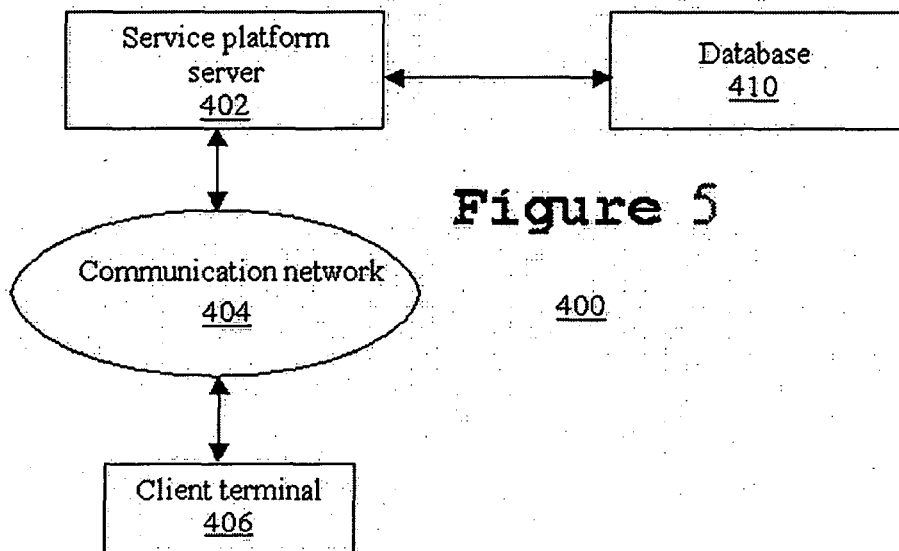 Service platform
server
402
Database
410
Figure 5
Communication network
404
400
Client terminal
406